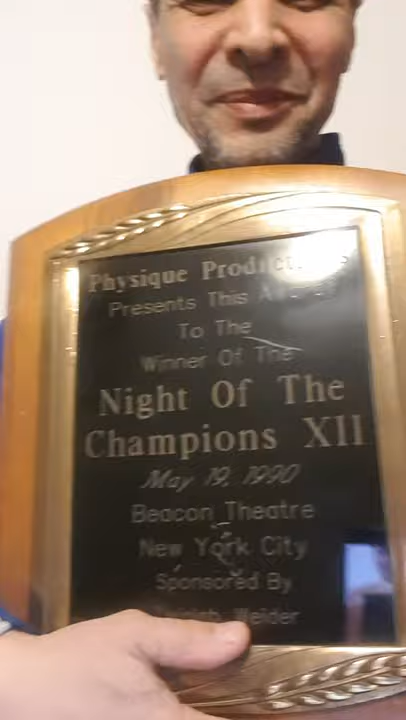 Physique
Presents This
To The
Winner Of The
Night Of The
Champions XII
May 19, 1990
Beacon Theatre
New York City
Sponsored By
Weider